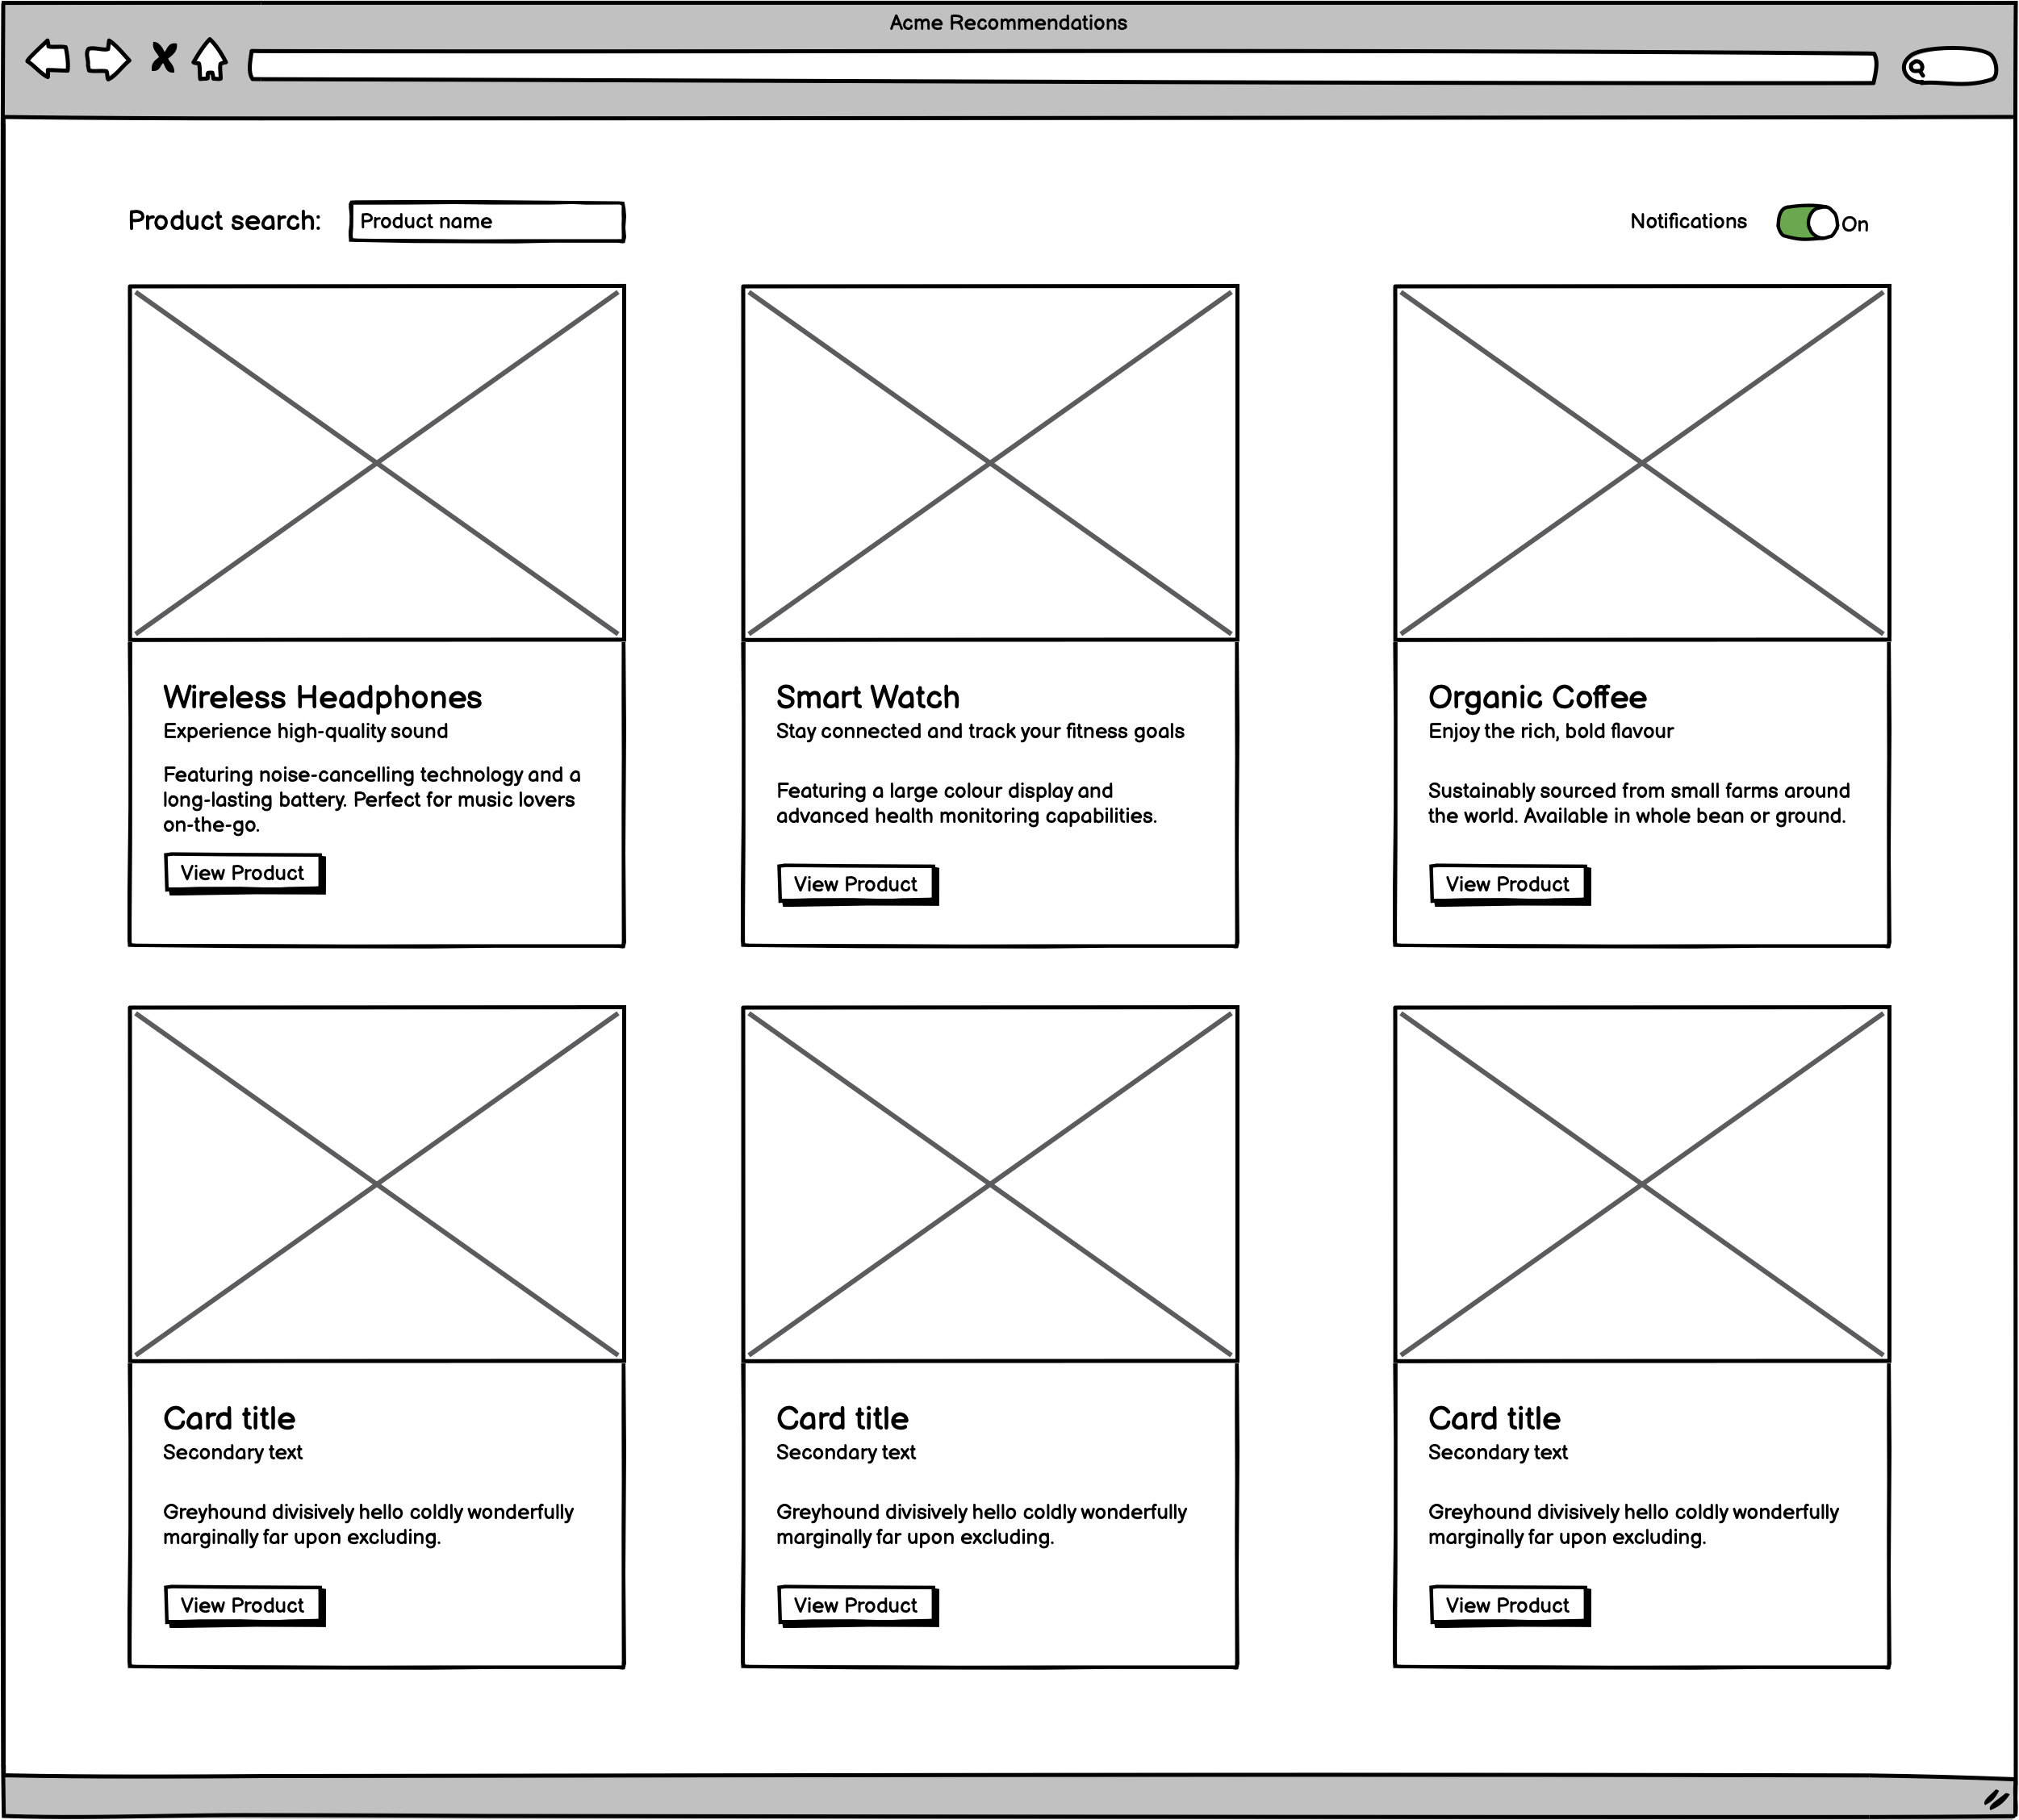 Acme Recommendations
Product search:
Product name
Notifications
On
Wireless Headphones
Experience high-quality sound
Featuring noise-cancelling technology and a
long-lasting battery. Perfect for music lovers
on-the-go.
View Product
Smart Watch
Stay connected and track your fitness goals
Featuring a large colour display and
advanced health monitoring capabilities.
View Product
Organic Coffee
Enjoy the rich, bold flavour
Sustainably sourced from small farms around
the world. Available in whole bean or ground.
View Product
Card title
Secondary text
Greyhound divisively hello coldly wonderfully
marginally far upon excluding.
View Product
Card title
Secondary text
Greyhound divisively hello coldly wonderfully
marginally far upon excluding.
View Product
Card title
Secondary text
Greyhound divisively hello coldly wonderfully
marginally far upon excluding.
View Product